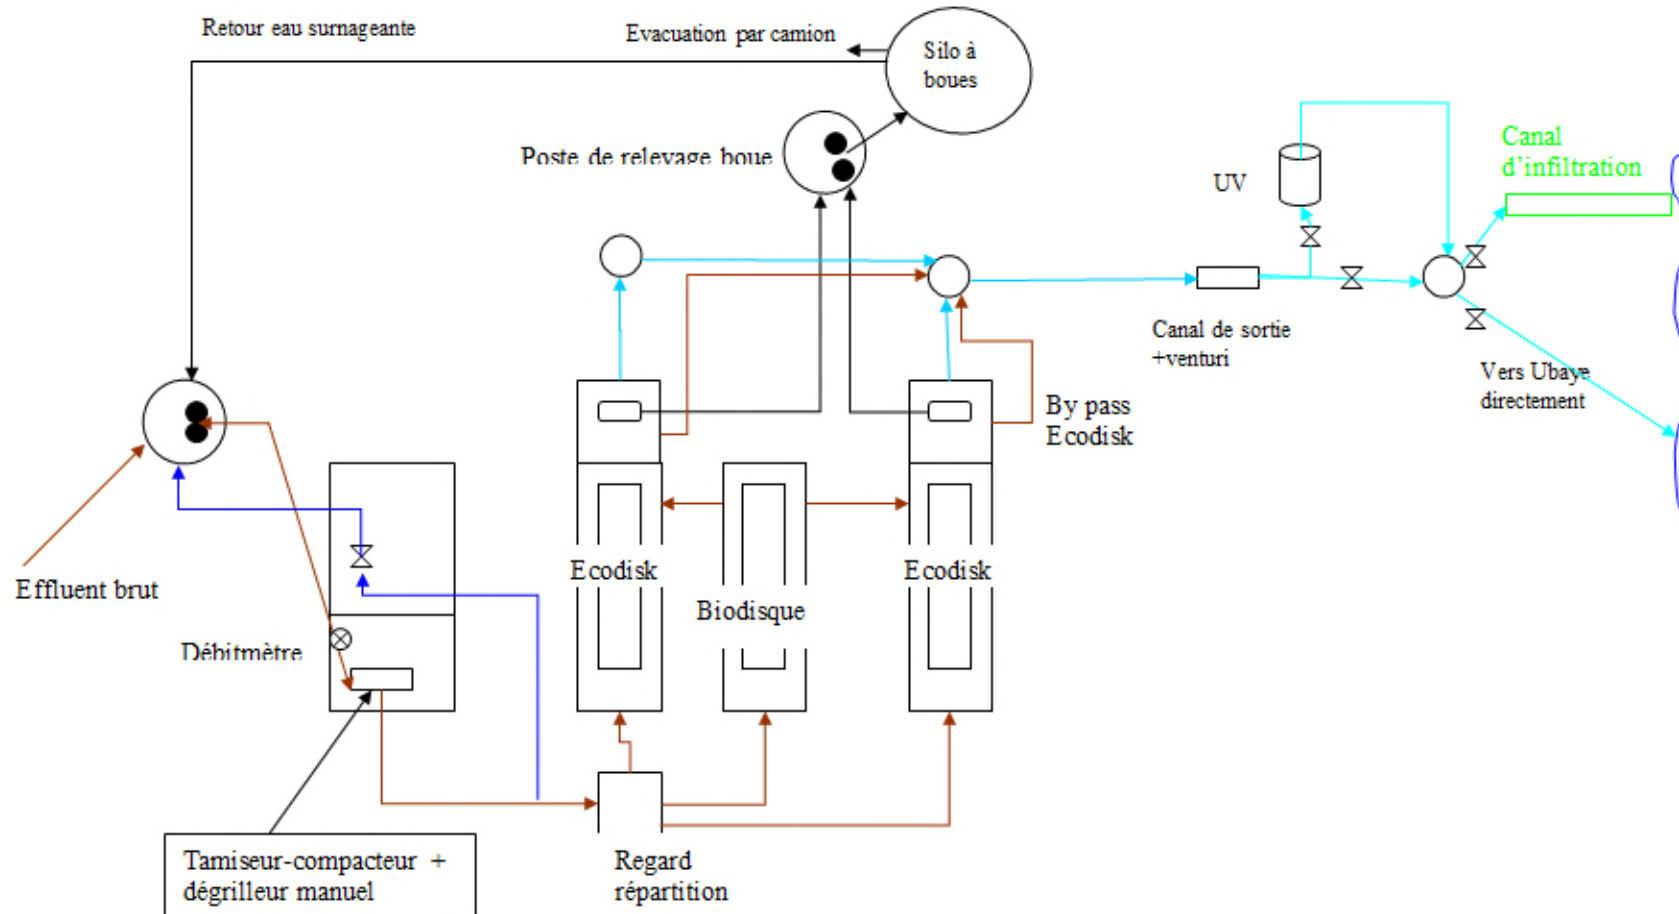 Retour eau surnageante
Evacuation par camion
Silo à
boues
Poste de relevage boue
Canal
d'infiltration
UV
Canal de sortie
+venturi
Vers Ubaye
directement
By pass
Ecodisk
Effluent brut
Ecodisk
Ecodisk
Biodisque
Débitmètre
Tamiseur-compacteur +
dégrilleur manuel
Regard
répartition